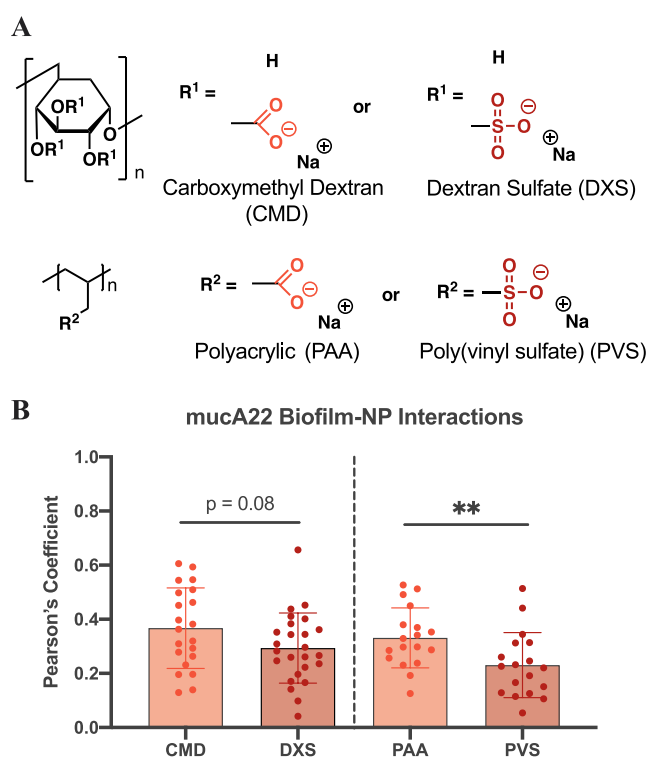 A
H
H
R¹ =
O
O
⊖
Na
⊕
or
R¹ =
O
S
O
O
⊖
Na
⊕
OR¹
OR¹
OR¹
O
n
Carboxymethyl Dextran
(CMD)
Dextran Sulfate (DXS)
n
R²
R² =
O
O
⊖
Na
⊕
or
R² =
O
S
O
O
⊖
Na
⊕
Polyacrylic (PAA)
Poly(vinyl sulfate) (PVS)
B
mucA22 Biofilm-NP Interactions
Pearson's Coefficient
1.0
0.8
0.6
0.4
0.2
0.0
p = 0.08
**
CMD
DXS
PAA
PVS